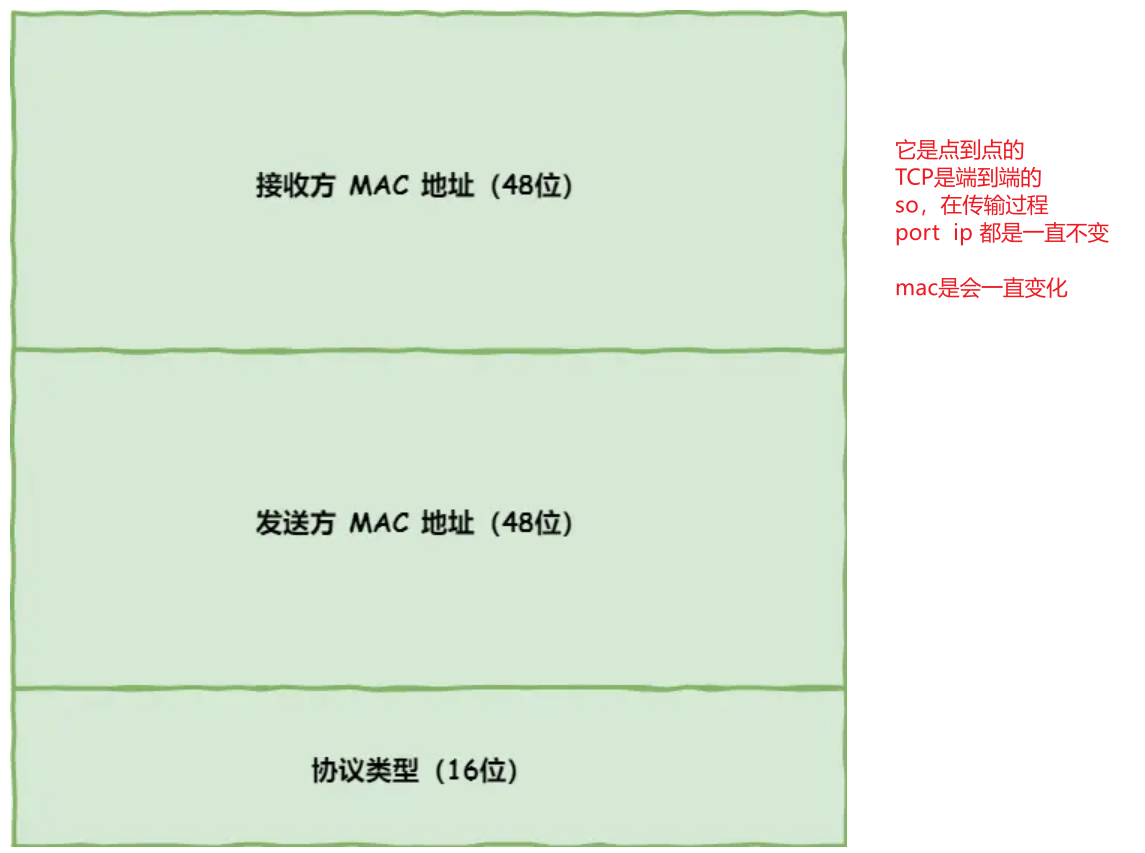 接收方 MAC 地址 (48位)
发送方 MAC 地址 (48位)
协议类型 (16位)
它是点到点的
TCP是端到端的
so，在传输过程
port ip 都是一直不变
mac是会一直变化